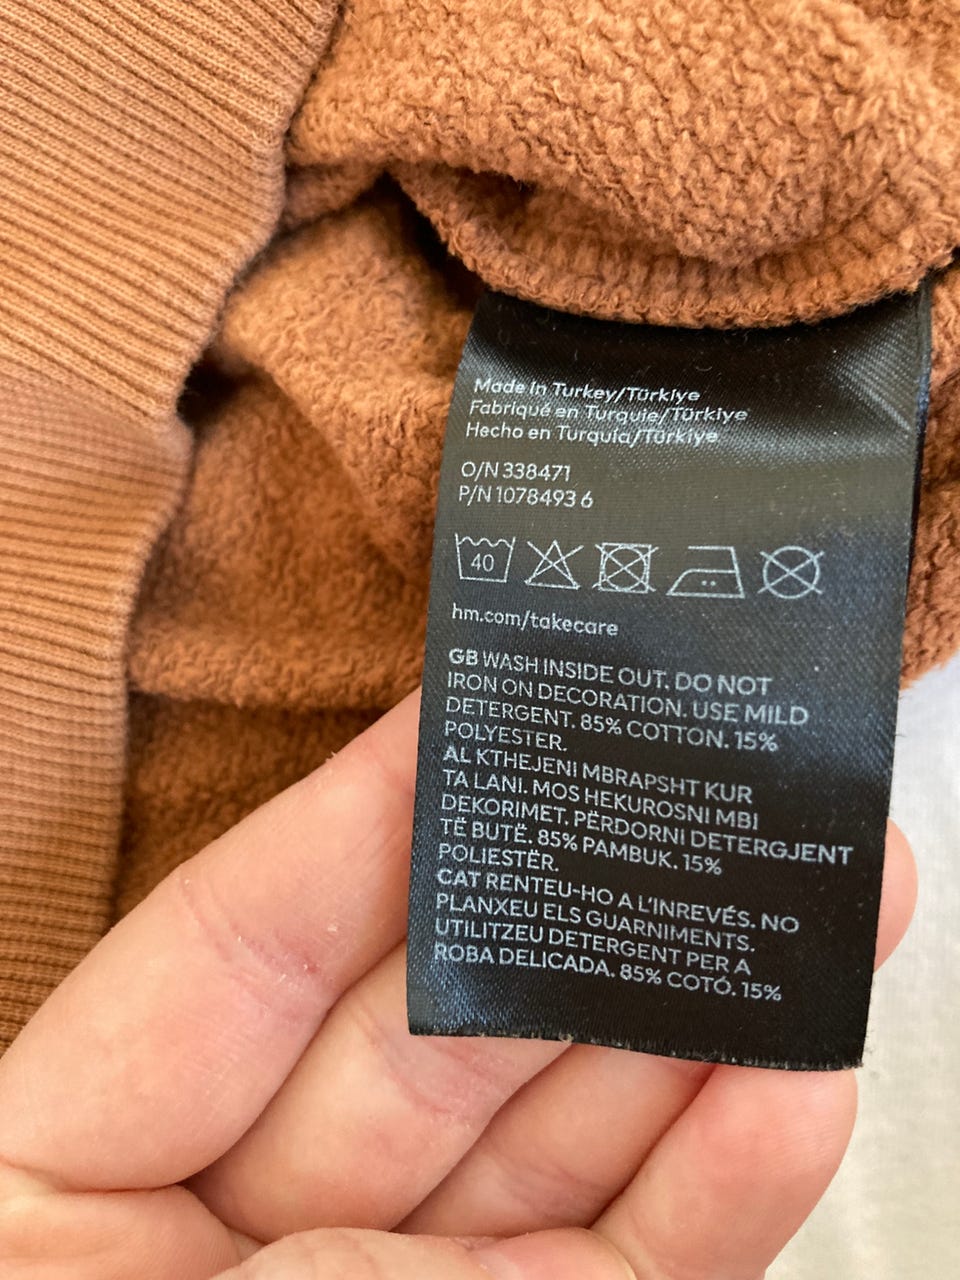 Made in Turkey/Türkiye
Fabriqué en Turquie/Türkiye
Hecho en Turquía/Türkiye
O/N 338471
P/N 1078493 6
40
hm.com/takecare
GB WASH INSIDE OUT. DO NOT
IRON ON DECORATION. USE MILD
DETERGENT. 85% COTTON. 15%
POLYESTER.
AL KTHEJENI MBRAPSHT KUR
TA LANI. MOS HEKUROSNI MBI
DEKORIMET. PËRDORNI DETERGJENT
TË BUTË. 85% PAMBUK. 15%
POLIESTËR.
CAT RENTEU-HO A L'INREVÉS. NO
PLANXEU ELS GUARNIMENTS.
UTILITZEU DETERGENT PER A
ROBA DELICADA. 85% COTÓ. 15%